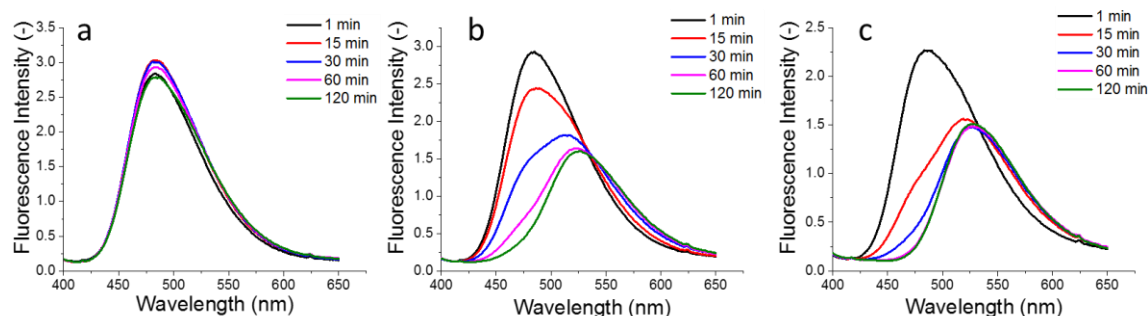 a
1 min
15 min
30 min
60 min
120 min
Fluorescence Intensity (-)
3.5
3.0
2.5
2.0
1.5
1.0
0.5
0.0
400 450 500 550 600 650
Wavelength (nm)
b
1 min
15 min
30 min
60 min
120 min
Fluorescence Intensity (-)
3.0
2.5
2.0
1.5
1.0
0.5
0.0
400 450 500 550 600 650
Wavelength (nm)
c
1 min
15 min
30 min
60 min
120 min
Fluorescence Intensity (-)
2.5
2.0
1.5
1.0
0.5
0.0
400 450 500 550 600 650
Wavelength (nm)